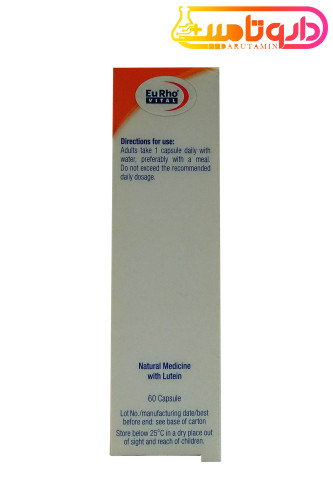 داروتامین
DARUTAMIN
EuRho®
VITAL
Directions for use:
Adults take 1 capsule daily with
water, preferably with a meal.
Do not exceed the recommended
daily dosage.
Natural Medicine
with Lutein
60 Capsule
Lot No./manufacturing date/best
before end: see base of carton
Store below 25°C in a dry place out
of sight and reach of children.